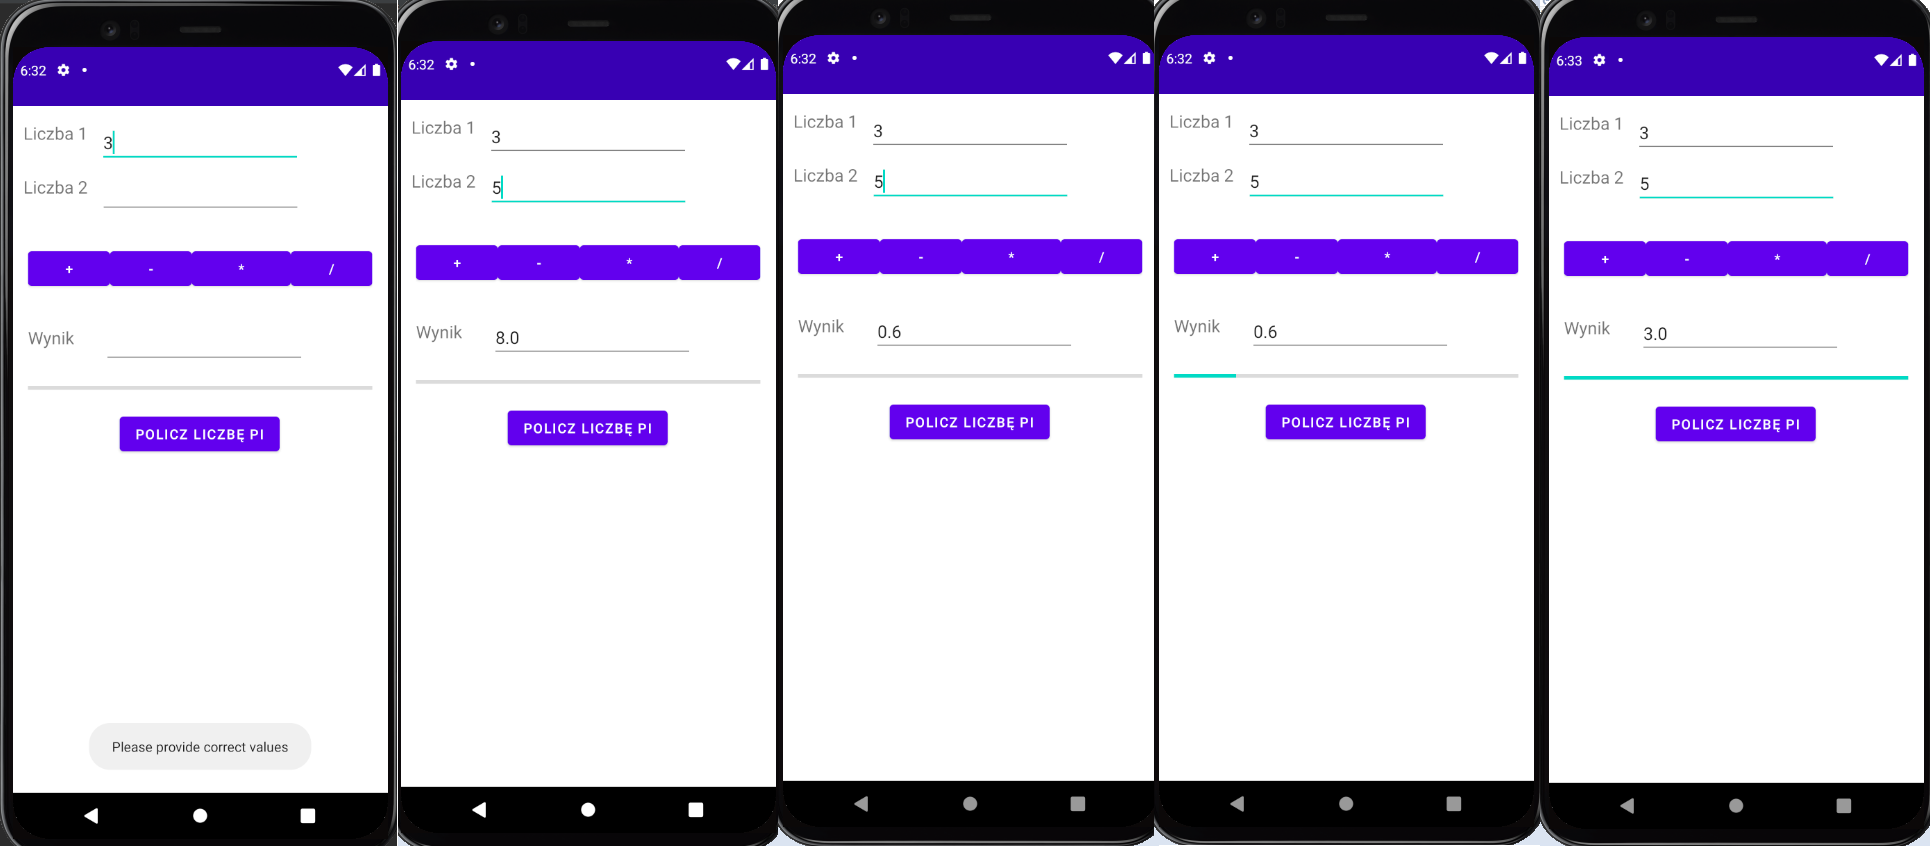 6:32
Liczba 1 3
Liczba 2
+ - * /
Wynik
POLICZ LICZBĘ PI
Please provide correct values
6:32
Liczba 1 3
Liczba 2 5
+ - * /
Wynik 8.0
POLICZ LICZBĘ PI
6:32
Liczba 1 3
Liczba 2 5
+ - * /
Wynik 0.6
POLICZ LICZBĘ PI
6:32
Liczba 1 3
Liczba 2 5
+ - * /
Wynik 0.6
POLICZ LICZBĘ PI
6:33
Liczba 1 3
Liczba 2 5
+ - * /
Wynik 3.0
POLICZ LICZBĘ PI